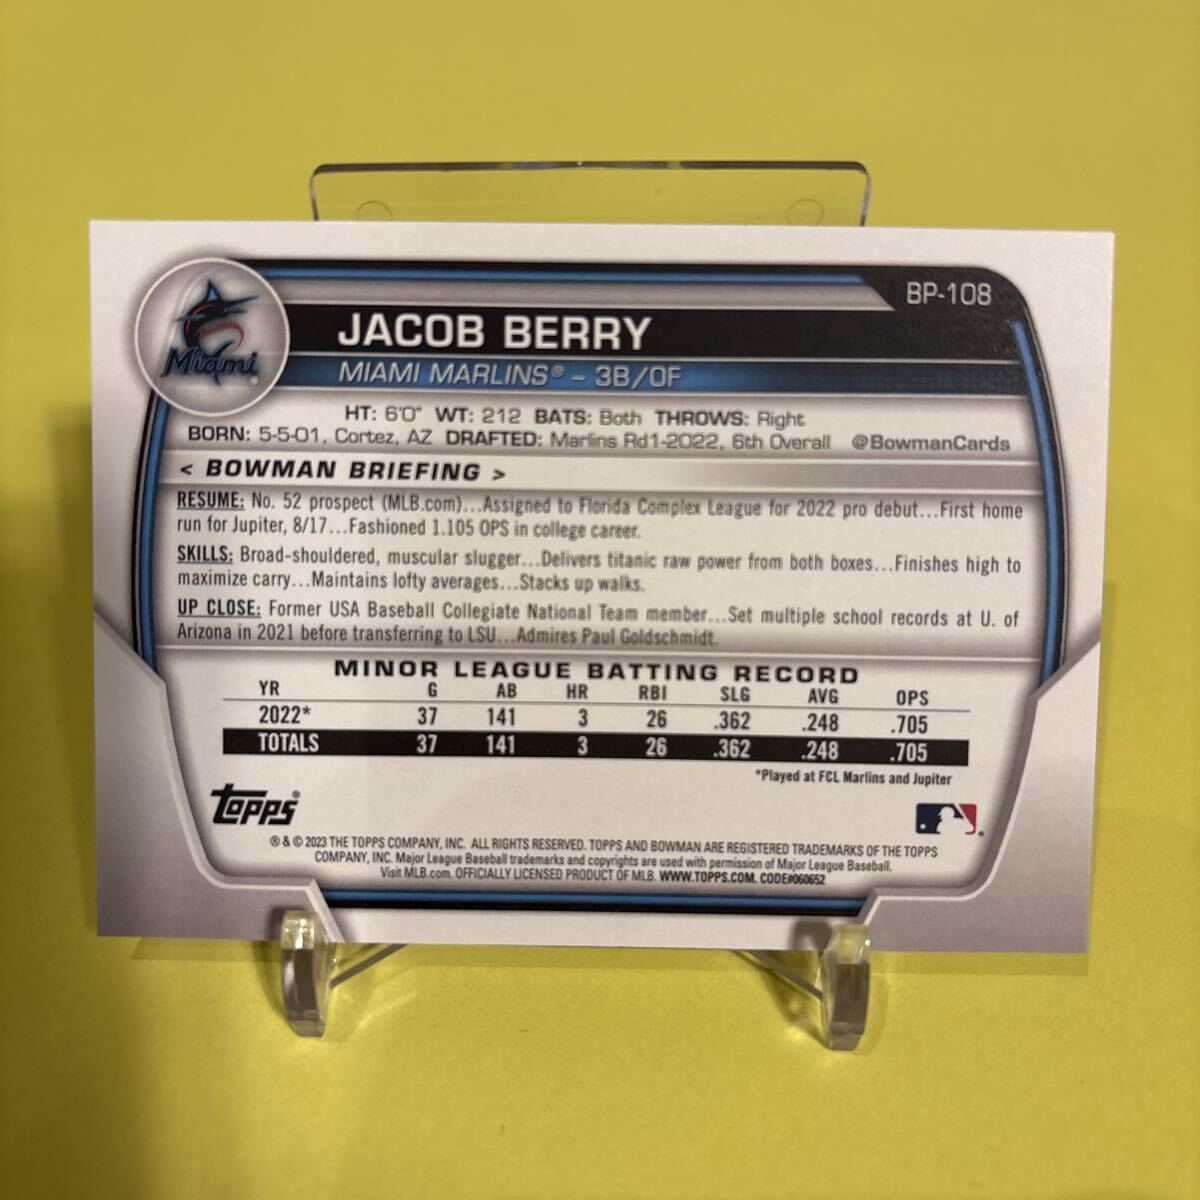 BP-108
Miami
JACOB BERRY
MIAMI MARLINS® - 3B/OF
HT: 6'0" WT: 212 BATS: Both THROWS: Right
BORN: 5-5-01, Cortez, AZ DRAFTED: Marlins Rd1-2022, 6th Overall @BowmanCards
< BOWMAN BRIEFING >
RESUME: No. 52 prospect (MLB.com)...Assigned to Florida Complex League for 2022 pro debut...First home
run for Jupiter, 8/17...Fashioned 1.105 OPS in college career.
SKILLS: Broad-shouldered, muscular slugger...Delivers titanic raw power from both boxes...Finishes high to
maximize carry...Maintains lofty averages...Stacks up walks.
UP CLOSE: Former USA Baseball Collegiate National Team member...Set multiple school records at U. of
Arizona in 2021 before transferring to LSU...Admires Paul Goldschmidt.
MINOR LEAGUE BATTING RECORD
YR G AB HR RBI SLG AVG OPS
2022* 37 141 3 26 .362 .248 .705
TOTALS 37 141 3 26 .362 .248 .705
*Played at FCL Marlins and Jupiter
topps®
® & © 2023 THE TOPPS COMPANY, INC. ALL RIGHTS RESERVED. TOPPS AND BOWMAN ARE REGISTERED TRADEMARKS OF THE TOPPS
COMPANY, INC. Major League Baseball trademarks and copyrights are used with permission of Major League Baseball.
Visit MLB.com. OFFICIALLY LICENSED PRODUCT OF MLB. WWW.TOPPS.COM. CODE#060652